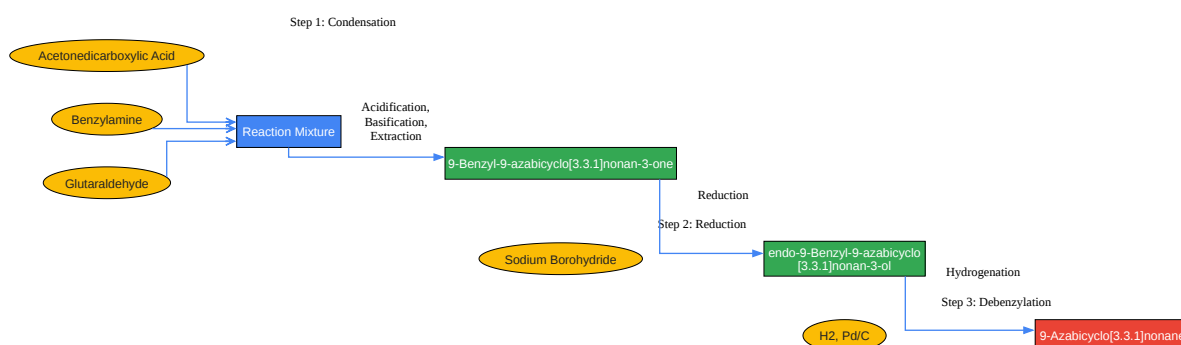 Step 1: Condensation
Acetonedicarboxylic Acid
Benzylamine
Glutaraldehyde
Reaction Mixture
Acidification,
Basification,
Extraction
9-Benzyl-9-azabicyclo[3.3.1]nonan-3-one
Reduction
Step 2: Reduction
Sodium Borohydride
endo-9-Benzyl-9-azabicyclo
[3.3.1]nonan-3-ol
Hydrogenation
Step 3: Debenzylation
H2, Pd/C
9-Azabicyclo[3.3.1]nonane